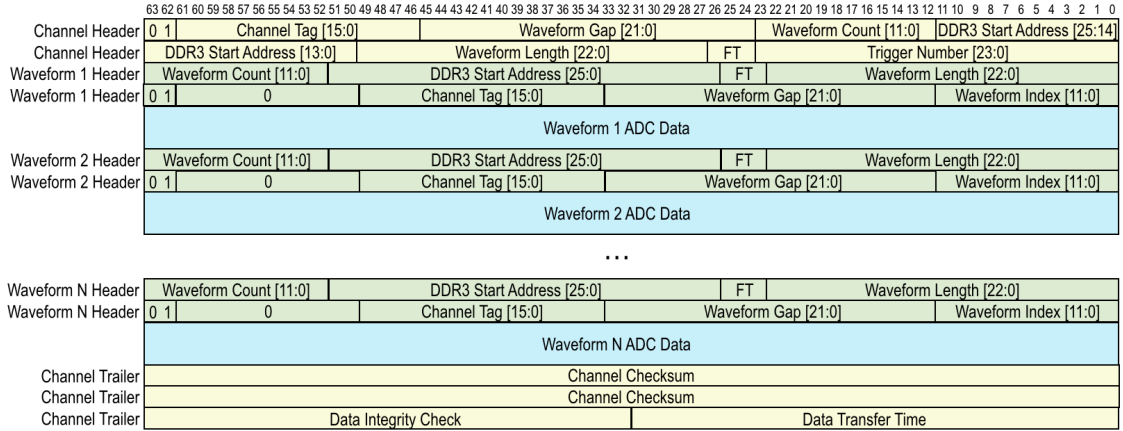 63 62 61 60 59 58 57 56 55 54 53 52 51 50 49 48 47 46 45 44 43 42 41 40 39 38 37 36 35 34 33 32 31 30 29 28 27 26 25 24 23 22 21 20 19 18 17 16 15 14 13 12 11 10 9 8 7 6 5 4 3 2 1 0
Channel Header 0 1 Channel Tag [15:0] Waveform Gap [21:0] Waveform Count [11:0] DDR3 Start Address [25:14]
Channel Header DDR3 Start Address [13:0] Waveform Length [22:0] FT Trigger Number [23:0]
Waveform 1 Header Waveform Count [11:0] DDR3 Start Address [25:0] FT Waveform Length [22:0]
Waveform 1 Header 0 1 0 Channel Tag [15:0] Waveform Gap [21:0] Waveform Index [11:0]
Waveform 1 ADC Data
Waveform 2 Header Waveform Count [11:0] DDR3 Start Address [25:0] FT Waveform Length [22:0]
Waveform 2 Header 0 1 0 Channel Tag [15:0] Waveform Gap [21:0] Waveform Index [11:0]
Waveform 2 ADC Data
...
Waveform N Header Waveform Count [11:0] DDR3 Start Address [25:0] FT Waveform Length [22:0]
Waveform N Header 0 1 0 Channel Tag [15:0] Waveform Gap [21:0] Waveform Index [11:0]
Waveform N ADC Data
Channel Trailer Channel Checksum
Channel Trailer Channel Checksum
Channel Trailer Data Integrity Check Data Transfer Time